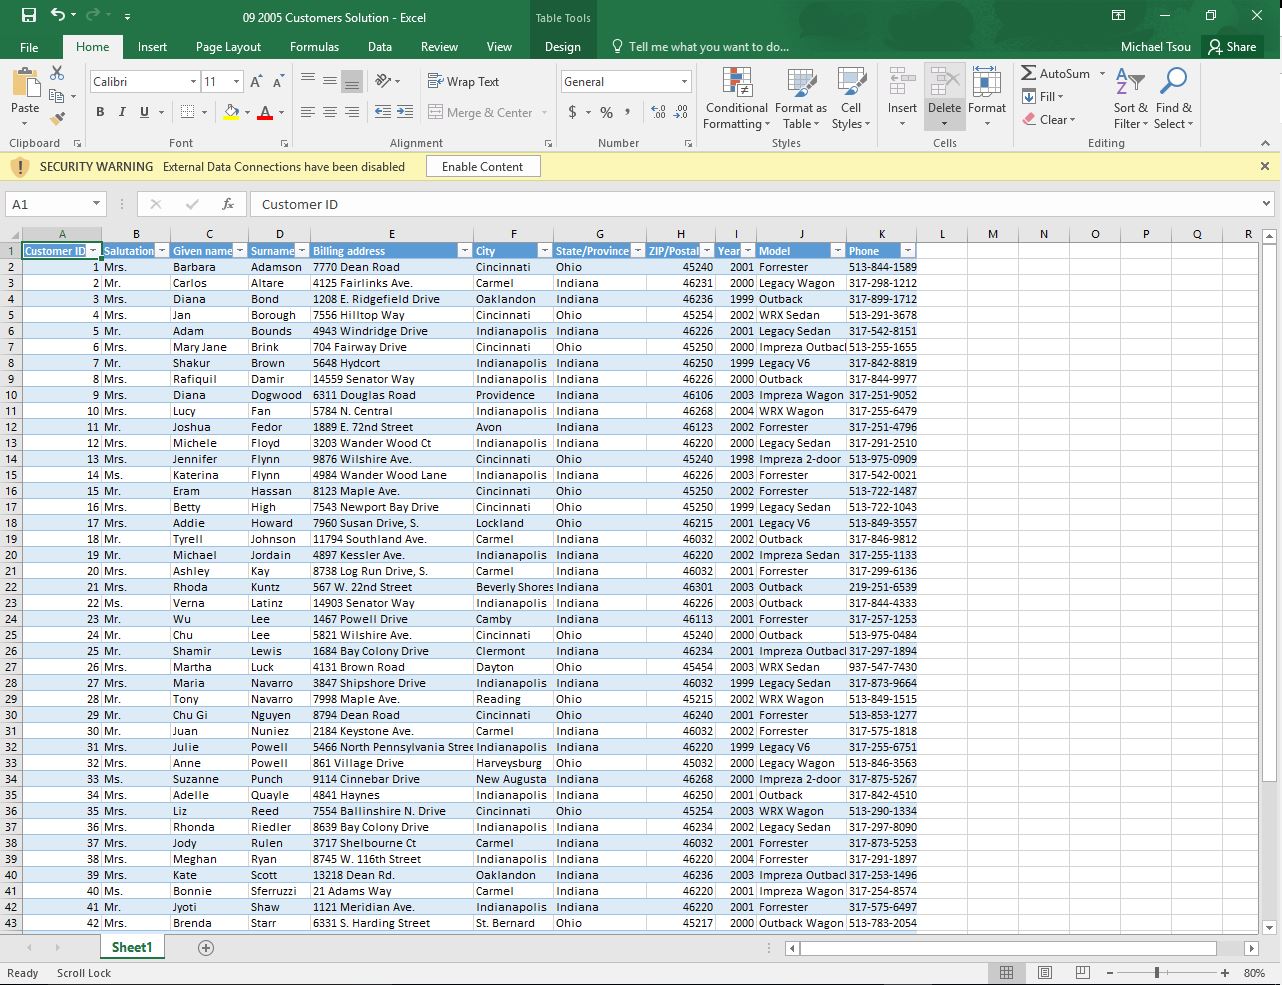 09 2005 Customers Solution - Excel
Table Tools
File Home Insert Page Layout Formulas Data Review View Design Tell me what you want to do... Michael Tsou Share
Paste
Calibri 11
B I U A
Wrap Text
Merge & Center
General
$ % ,
Conditional Formatting
Format as Table
Cell Styles
Insert
Delete
Format
AutoSum
Fill
Clear
Sort & Filter
Find & Select
Clipboard Font Alignment Number Styles Cells Editing
SECURITY WARNING External Data Connections have been disabled Enable Content
A1 fx Customer ID
A B C D E F G H I J K L M N O P Q R
1 Customer ID Salutation Given name Surname Billing address City State/Province ZIP/Postal Year Model Phone
2 1 Mrs. Barbara Adamson 7770 Dean Road Cincinnati Ohio 45240 2001 Forrester 513-844-1589
3 2 Mr. Carlos Altare 4125 Fairlinks Ave. Carmel Indiana 46231 2000 Legacy Wagon 317-298-1212
4 3 Mrs. Diana Bond 1208 E. Ridgefield Drive Oaklandon Indiana 46236 1999 Outback 317-899-1712
5 4 Mrs. Jan Borough 7556 Hilltop Way Cincinnati Ohio 45254 2002 WRX Sedan 513-291-3678
6 5 Mr. Adam Bounds 4943 Windridge Drive Indianapolis Indiana 46226 2001 Legacy Sedan 317-542-8151
7 6 Mrs. Mary Jane Brink 704 Fairway Drive Cincinnati Ohio 45250 2000 Impreza Outbacl 513-255-1655
8 7 Mr. Shakur Brown 5648 Hydcort Indianapolis Indiana 46250 1999 Legacy V6 317-842-8819
9 8 Mrs. Rafiquil Damir 14559 Senator Way Indianapolis Indiana 46226 2000 Outback 317-844-9977
10 9 Mrs. Diana Dogwood 6311 Douglas Road Providence Indiana 46106 2003 Impreza Wagon 317-251-9052
11 10 Mrs. Lucy Fan 5784 N. Central Indianapolis Indiana 46268 2004 WRX Wagon 317-255-6479
12 11 Mr. Joshua Fedor 1889 E. 72nd Street Avon Indiana 46123 2002 Forrester 317-251-4796
13 12 Mrs. Michele Floyd 3203 Wander Wood Ct Indianapolis Indiana 46220 2000 Legacy Sedan 317-291-2510
14 13 Mrs. Jennifer Flynn 9876 Wilshire Ave. Cincinnati Ohio 45240 1998 Impreza 2-door 513-975-0909
15 14 Ms. Katerina Flynn 4984 Wander Wood Lane Indianapolis Indiana 46226 2003 Forrester 317-542-0021
16 15 Mr. Eram Hassan 8123 Maple Ave. Cincinnati Ohio 45250 2002 Forrester 513-722-1487
17 16 Mrs. Betty High 7543 Newport Bay Drive Cincinnati Ohio 45250 1999 Legacy Sedan 513-722-1043
18 17 Mrs. Addie Howard 7960 Susan Drive, S. Lockland Ohio 46215 2001 Legacy V6 513-849-3557
19 18 Mr. Tyrell Johnson 11794 Southland Ave. Carmel Indiana 46032 2002 Outback 317-846-9812
20 19 Mr. Michael Jordain 4897 Kessler Ave. Indianapolis Indiana 46220 2002 Impreza Sedan 317-255-1133
21 20 Mrs. Ashley Kay 8738 Log Run Drive, S. Carmel Indiana 46032 2001 Forrester 317-299-6136
22 21 Mrs. Rhoda Kuntz 567 W. 22nd Street Beverly Shores Indiana 46301 2003 Outback 219-251-6539
23 22 Ms. Verna Latinz 14903 Senator Way Indianapolis Indiana 46226 2003 Outback 317-844-4333
24 23 Mr. Wu Lee 1467 Powell Drive Camby Indiana 46113 2001 Forrester 317-257-1253
25 24 Mr. Chu Lee 5821 Wilshire Ave. Cincinnati Ohio 45240 2000 Outback 513-975-0484
26 25 Mr. Shamir Lewis 1684 Bay Colony Drive Clermont Indiana 46234 2001 Impreza Outbacl 317-297-1894
27 26 Mrs. Martha Luck 4131 Brown Road Dayton Ohio 45454 2003 WRX Sedan 937-547-7430
28 27 Mrs. Maria Navarro 3847 Shipshore Drive Indianapolis Indiana 46032 1999 Legacy Sedan 317-873-9664
29 28 Mr. Tony Navarro 7998 Maple Ave. Reading Ohio 45215 2002 WRX Wagon 513-849-1515
30 29 Mr. Chu Gi Nguyen 8794 Dean Road Cincinnati Ohio 46240 2001 Forrester 513-853-1277
31 30 Mr. Juan Nuniez 2184 Keystone Ave. Carmel Indiana 46032 2002 Forrester 317-575-1818
32 31 Mrs. Julie Powell 5466 North Pennsylvania Stree Indianapolis Indiana 46220 1999 Legacy V6 317-255-6751
33 32 Mrs. Anne Powell 861 Village Drive Harveysburg Ohio 45032 2000 Legacy Wagon 513-846-3563
34 33 Ms. Suzanne Punch 9114 Cinnebar Drive New Augusta Indiana 46268 2000 Impreza 2-door 317-875-5267
35 34 Mrs. Adelle Quayle 4841 Haynes Indianapolis Indiana 46250 2001 Outback 317-842-4510
36 35 Mrs. Liz Reed 7554 Ballinshire N. Drive Cincinnati Ohio 45254 2003 WRX Wagon 513-290-1334
37 36 Mrs. Rhonda Riedler 8639 Bay Colony Drive Indianapolis Indiana 46234 2002 Legacy Sedan 317-297-8090
38 37 Mrs. Jody Rulen 3717 Shelbourne Ct Carmel Indiana 46032 2001 Forrester 317-873-5253
39 38 Mrs. Meghan Ryan 8745 W. 116th Street Indianapolis Indiana 46220 2004 Forrester 317-291-1897
40 39 Mrs. Kate Scott 13218 Dean Rd. Oaklandon Indiana 46236 2003 Impreza Outbacl 317-253-1496
41 40 Ms. Bonnie Sferruzzi 21 Adams Way Carmel Indiana 46220 2001 Impreza Wagon 317-254-8574
42 41 Mr. Jyoti Shaw 1121 Meridian Ave. Indianapolis Indiana 46220 2001 Forrester 317-575-6497
43 42 Mrs. Brenda Starr 6331 S. Harding Street St. Bernard Ohio 45217 2000 Outback Wagon 513-783-2054
Sheet1
Ready Scroll Lock 80%